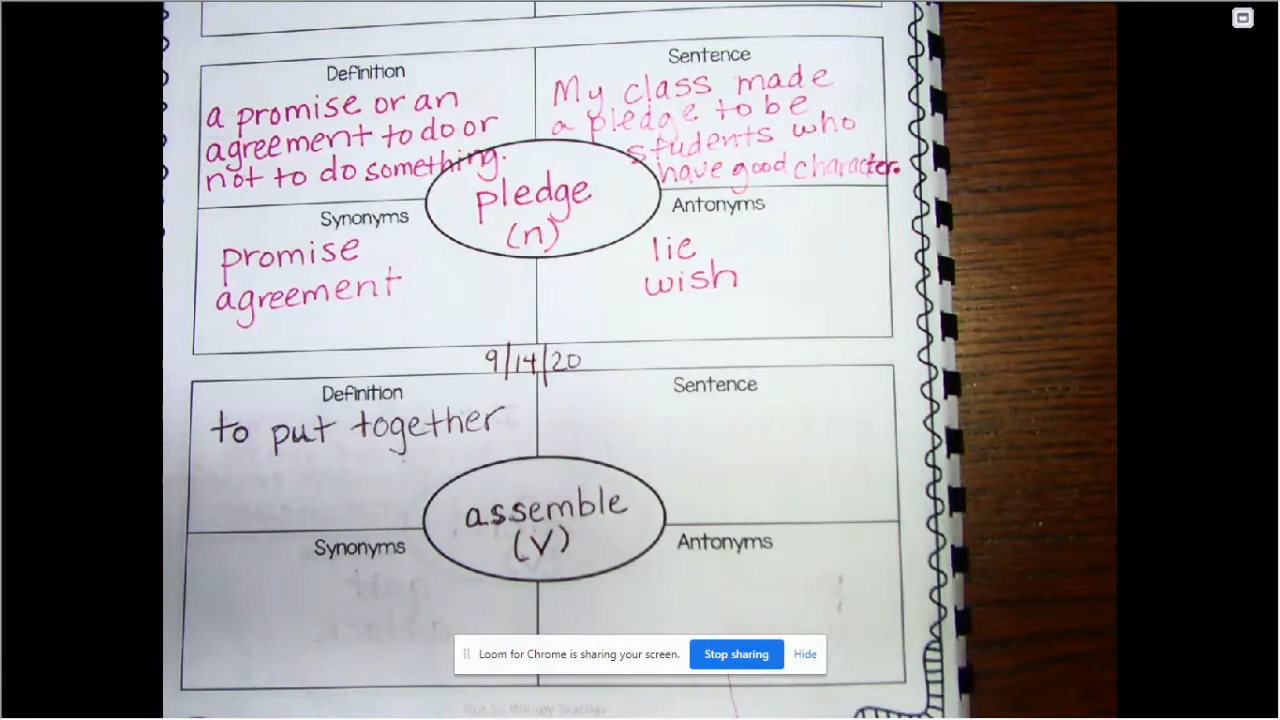 Definition
a promise or an
agreement to do or
not to do something.
Sentence
My class made
a pledge to be
students who
have good character.
pledge
(n)
Synonyms
promise
agreement
Antonyms
lie
wish
9/14/20
Definition
to put together
Sentence
assemble
(v)
Synonyms
Antonyms
Loom for Chrome is sharing your screen.
Stop sharing
Hide